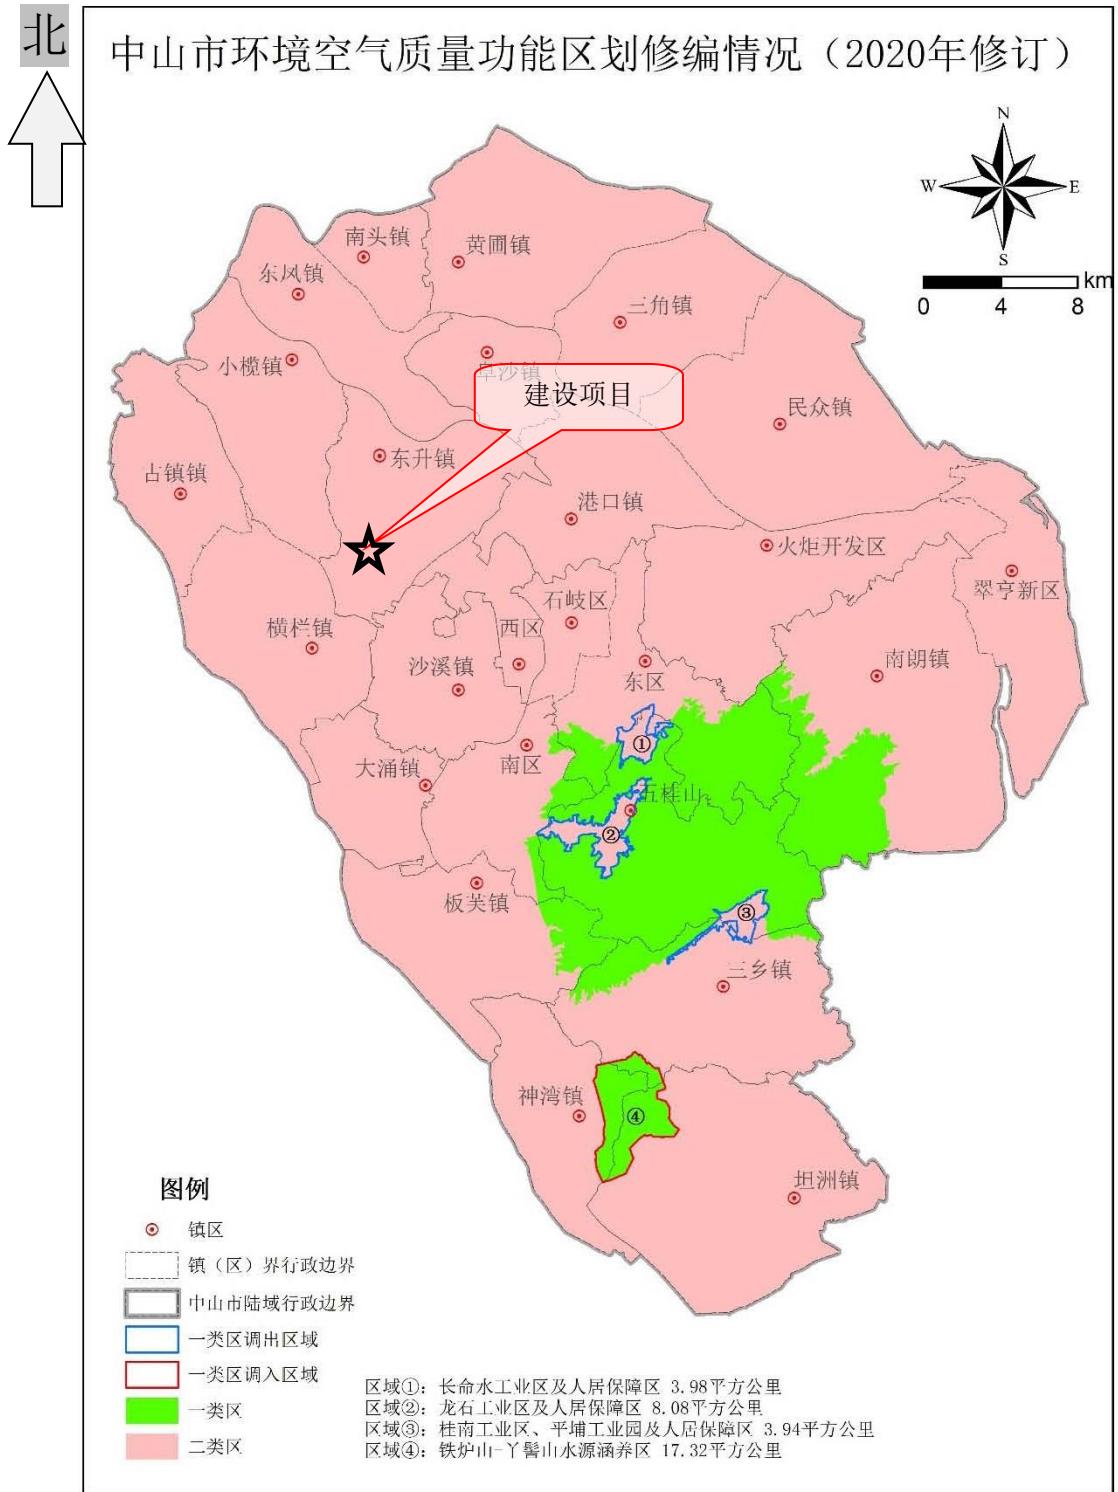 北
中山市环境空气质量功能区划修编情况（2020年修订）
N
W
E
S
km
0 4 8
南头镇
黄圃镇
东凤镇
三角镇
小榄镇
阜沙镇
建设项目
民众镇
东升镇
古镇镇
港口镇
火炬开发区
翠亨新区
石岐区
横栏镇
西区
沙溪镇
东区
南朗镇
①
南区
大涌镇
五桂山
②
板芙镇
③
三乡镇
神湾镇
④
坦洲镇
图例
镇区
镇（区）界行政边界
中山市陆域行政边界
一类区调出区域
一类区调入区域
一类区
二类区
区域①：长命水工业区及人居保障区 3.98平方公里
区域②：龙石工业区及人居保障区 8.08平方公里
区域③：桂南工业区、平埔工业园及人居保障区 3.94平方公里
区域④：铁炉山-丫髻山水源涵养区 17.32平方公里